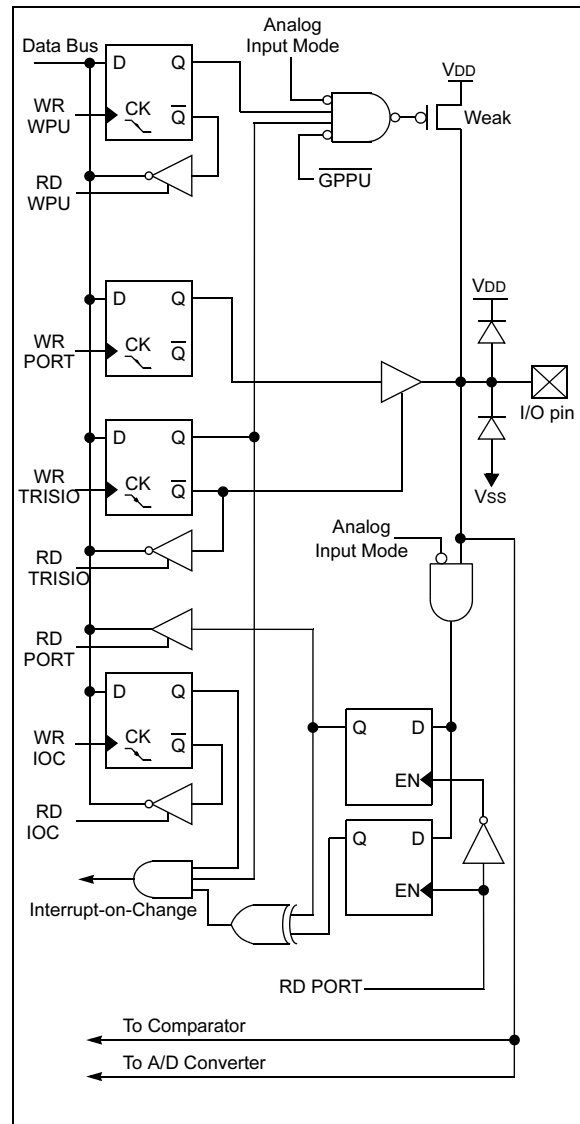 Analog
Input Mode
Data Bus
D Q
VDD
WR
WPU
CK
Q̅
Weak
RD
WPU
G̅P̅P̅U̅
VDD
D Q
WR
PORT
CK
Q̅
I/O pin
D Q
WR
TRISIO
CK
Q̅
VSS
Analog
Input Mode
RD
TRISIO
RD
PORT
D Q
WR
IOC
CK
Q̅
Q D
EN
RD
IOC
Q D
EN
Interrupt-on-Change
RD PORT
To Comparator
To A/D Converter